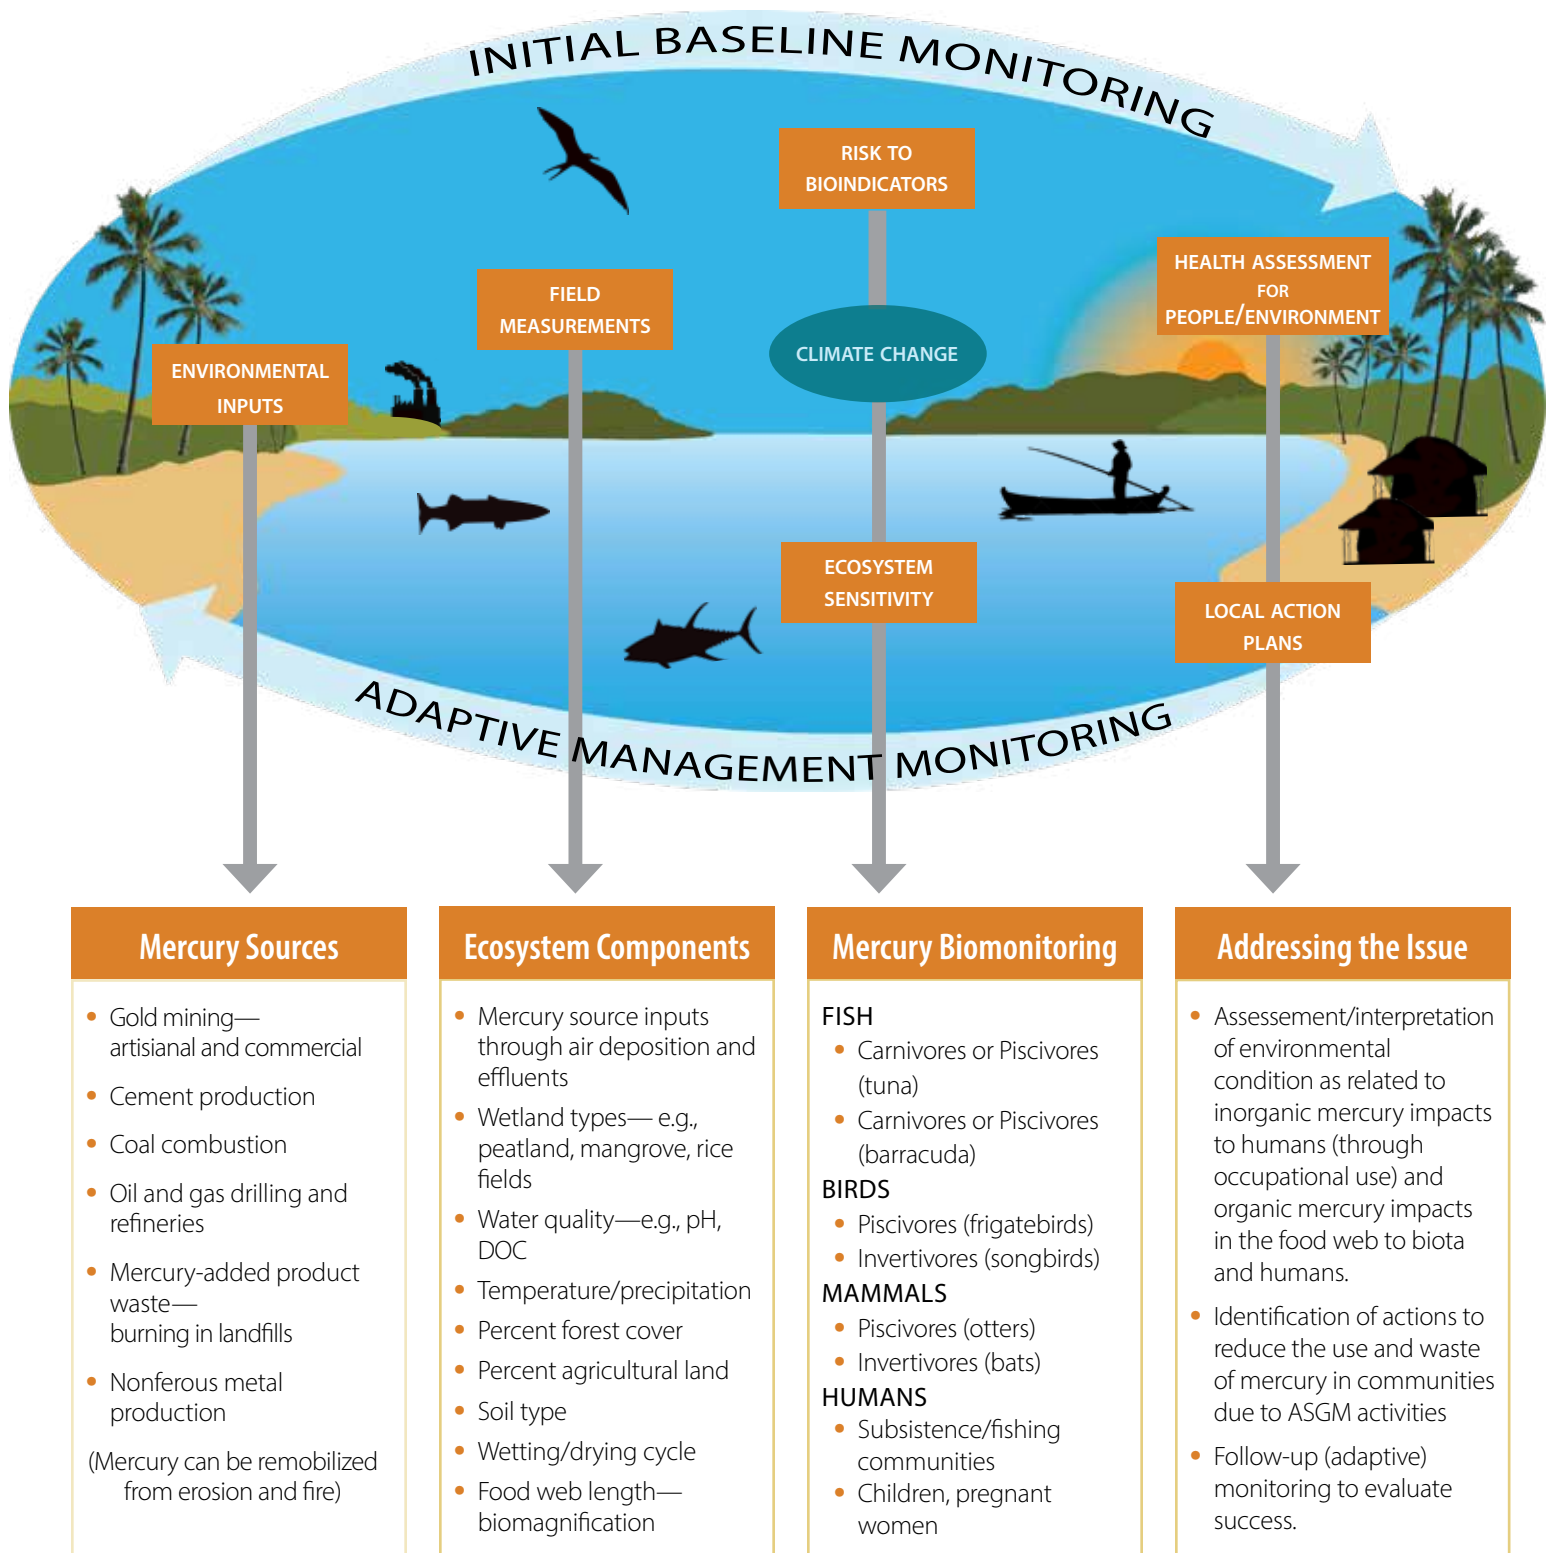 INITIAL BASELINE MONITORING
RISK TO
BIOINDICATORS
HEALTH ASSESSMENT
FOR
PEOPLE/ENVIRONMENT
FIELD
MEASUREMENTS
CLIMATE CHANGE
ENVIRONMENTAL
INPUTS
ECOSYSTEM
SENSITIVITY
LOCAL ACTION
PLANS
ADAPTIVE MANAGEMENT MONITORING
Mercury Sources
• Gold mining—
artisianal and commercial
• Cement production
• Coal combustion
• Oil and gas drilling and
refineries
• Mercury-added product
waste—
burning in landfills
• Nonferous metal
production
(Mercury can be remobilized
from erosion and fire)
Ecosystem Components
• Mercury source inputs
through air deposition and
effluents
• Wetland types— e.g.,
peatland, mangrove, rice
fields
• Water quality—e.g., pH,
DOC
• Temperature/precipitation
• Percent forest cover
• Percent agricultural land
• Soil type
• Wetting/drying cycle
• Food web length—
biomagnification
Mercury Biomonitoring
FISH
• Carnivores or Piscivores
(tuna)
• Carnivores or Piscivores
(barracuda)
BIRDS
• Piscivores (frigatebirds)
• Invertivores (songbirds)
MAMMALS
• Piscivores (otters)
• Invertivores (bats)
HUMANS
• Subsistence/fishing
communities
• Children, pregnant
women
Addressing the Issue
• Assessement/interpretation
of environmental
condition as related to
inorganic mercury impacts
to humans (through
occupational use) and
organic mercury impacts
in the food web to biota
and humans.
• Identification of actions to
reduce the use and waste
of mercury in communities
due to ASGM activities
• Follow-up (adaptive)
monitoring to evaluate
success.